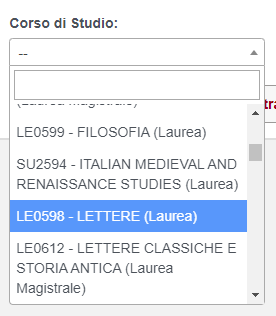 Corso di Studio:
--
(Laurea Magistrale)
LE0599 - FILOSOFIA (Laurea)
SU2594 - ITALIAN MEDIEVAL AND
RENAISSANCE STUDIES (Laurea)
LE0598 - LETTERE (Laurea)
LE0612 - LETTERE CLASSICHE E
STORIA ANTICA (Laurea
Magistrale)